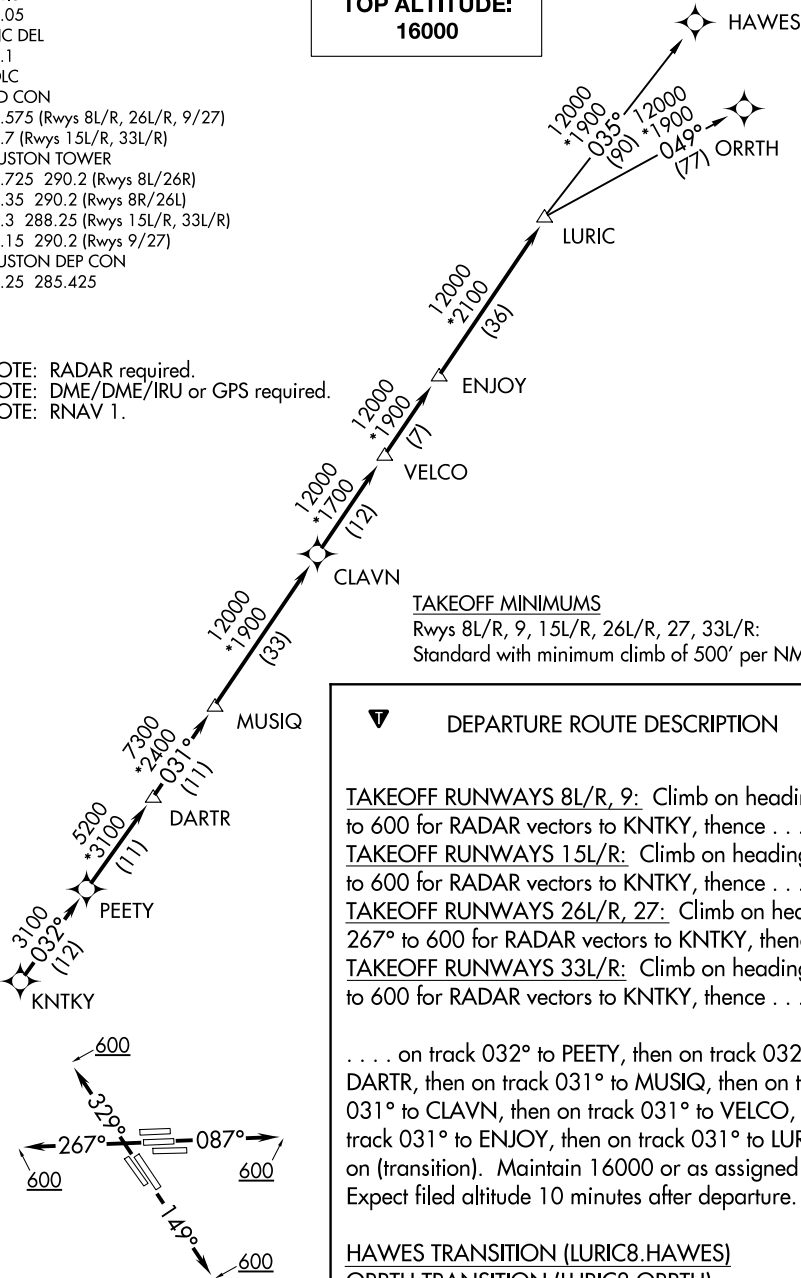 .05
C DEL
.1
LC
D CON
.575 (Rwys 8L/R, 26L/R, 9/27)
.7 (Rwys 15L/R, 33L/R)
USTON TOWER
.725 290.2 (Rwys 8L/26R)
.35 290.2 (Rwys 8R/26L)
.3 288.25 (Rwys 15L/R, 33L/R)
.15 290.2 (Rwys 9/27)
USTON DEP CON
.25 285.425
TOP ALTITUDE:
16000
HAWES
12000
*1900
035°
(90)
12000
*1900
049°
(77)
ORRTH
LURIC
12000
*2100
(36)
OTE: RADAR required.
OTE: DME/DME/IRU or GPS required.
OTE: RNAV 1.
ENJOY
12000
*1900
(7)
VELCO
12000
*1700
(12)
CLAVN
12000
*1900
(33)
TAKEOFF MINIMUMS
Rwys 8L/R, 9, 15L/R, 26L/R, 27, 33L/R:
Standard with minimum climb of 500' per NM
MUSIQ
7300
*2400
031°
(11)
DARTR
5200
*3100
(11)
PEETY
3100
032°
(12)
KNTKY
T DEPARTURE ROUTE DESCRIPTION
TAKEOFF RUNWAYS 8L/R, 9: Climb on headin
to 600 for RADAR vectors to KNTKY, thence . . .
TAKEOFF RUNWAYS 15L/R: Climb on heading
to 600 for RADAR vectors to KNTKY, thence . . .
TAKEOFF RUNWAYS 26L/R, 27: Climb on hea
267° to 600 for RADAR vectors to KNTKY, then
TAKEOFF RUNWAYS 33L/R: Climb on heading
to 600 for RADAR vectors to KNTKY, thence . . .
. . . . on track 032° to PEETY, then on track 032
DARTR, then on track 031° to MUSIQ, then on t
031° to CLAVN, then on track 031° to VELCO,
track 031° to ENJOY, then on track 031° to LUR
on (transition). Maintain 16000 or as assigned
Expect filed altitude 10 minutes after departure.
HAWES TRANSITION (LURIC8.HAWES)
ORRTH TRANSITION (LURIC8.ORRTH)
600
329°
267°
087°
600
600
149°
600